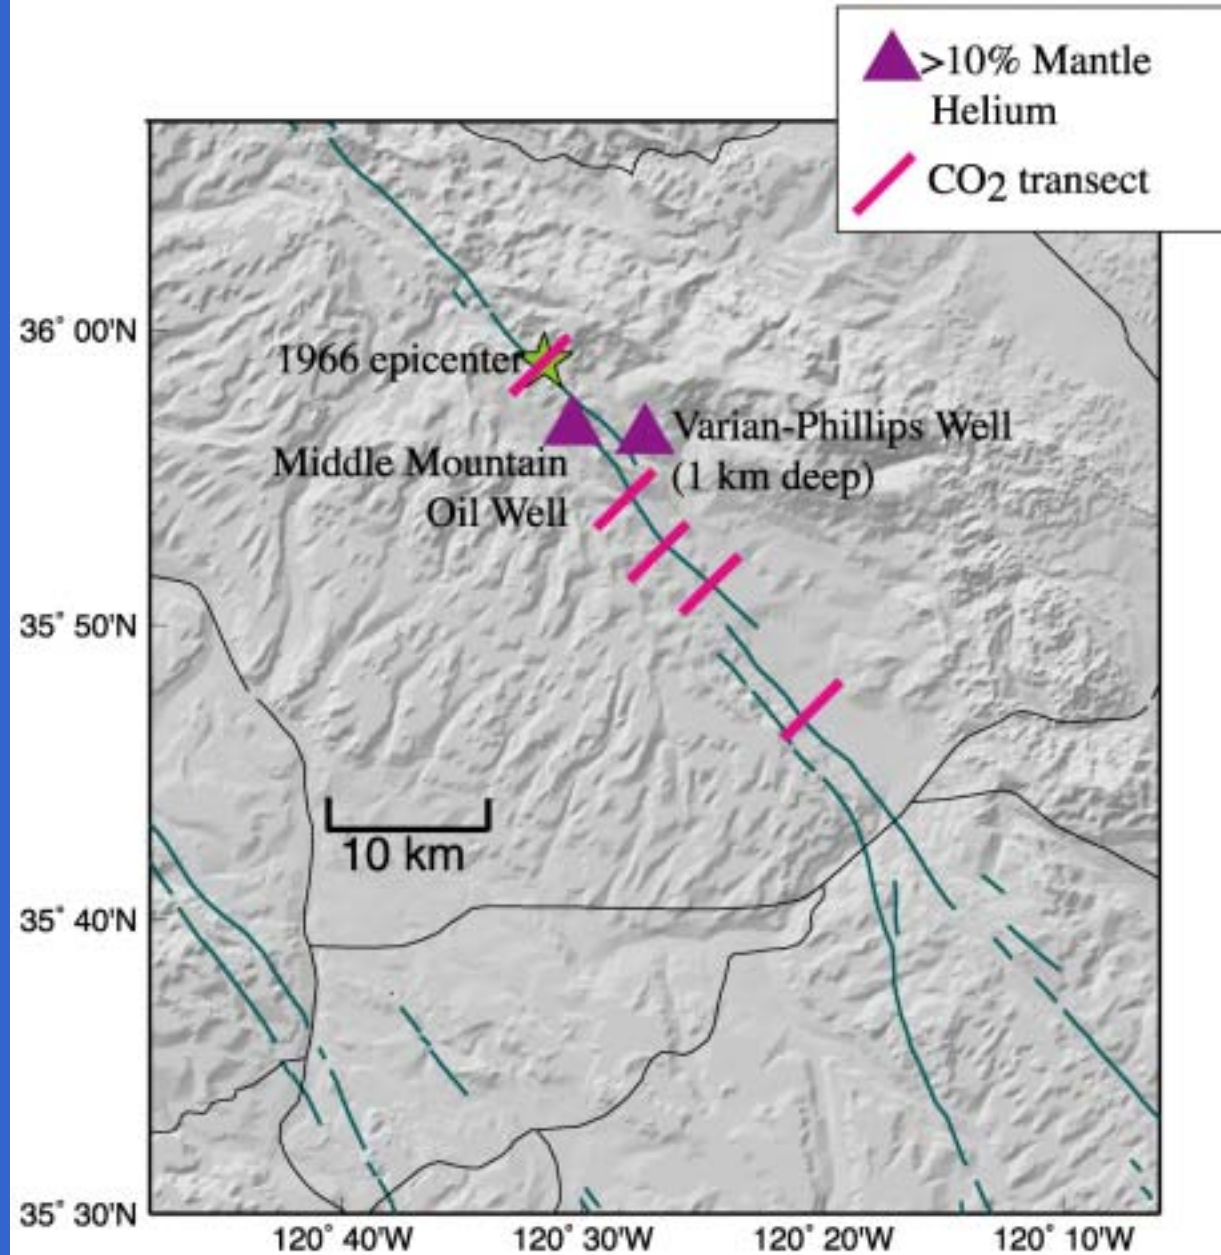 >10% Mantle
Helium
CO2 transect
36° 00'N
1966 epicenter
Varian-Phillips Well
(1 km deep)
Middle Mountain
Oil Well
35° 50'N
10 km
35° 40'N
35° 30'N
120° 40'W
120° 30'W
120° 20'W
120° 10'W